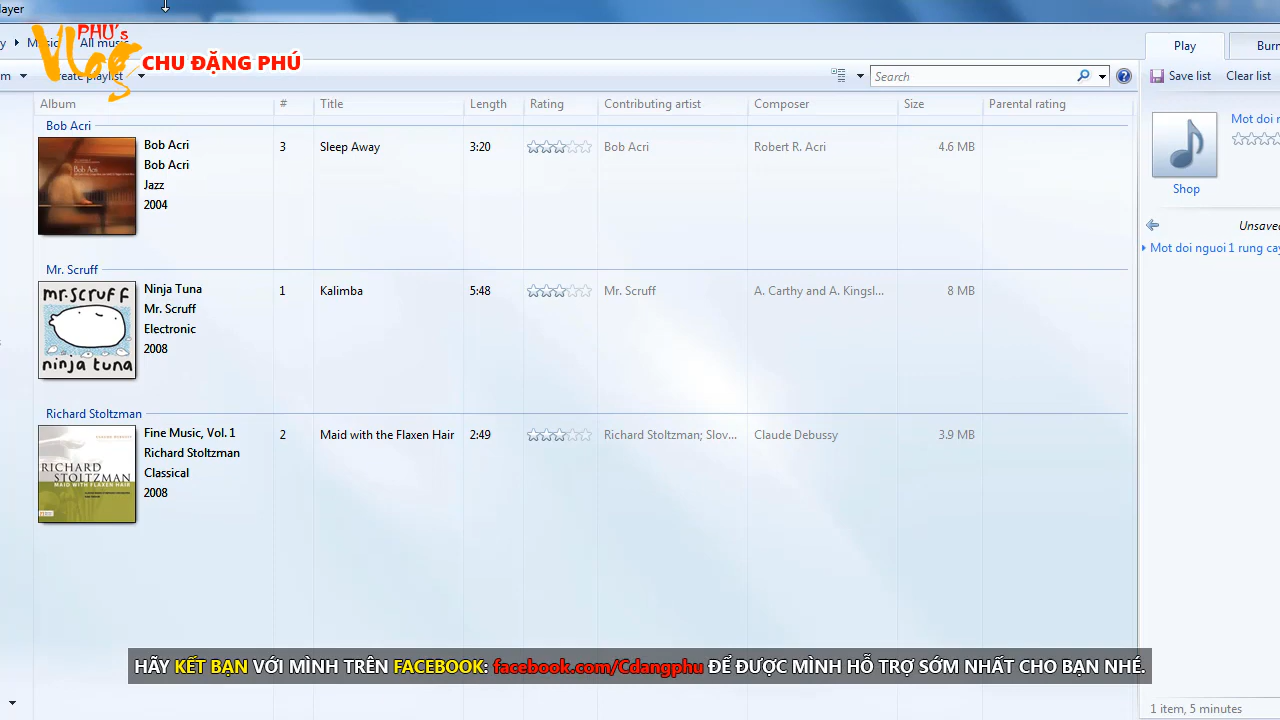 ayer
PHU's
Vlog
CHU ĐẶNG PHÚ
y Music All music
m Create playlist
Search
Play Burn
Save list Clear list
Album # Title Length Rating Contributing artist Composer Size Parental rating
Bob Acri
Bob Acri
Bob Acri
Bob Acri
Jazz
2004
3 Sleep Away 3:20 Bob Acri Robert R. Acri 4.6 MB
Mr. Scruff
mr.scruff
ninja tuna
Ninja Tuna
Mr. Scruff
Electronic
2008
1 Kalimba 5:48 Mr. Scruff A. Carthy and A. Kingsl... 8 MB
Richard Stoltzman
RICHARD
STOLTZMAN
MAID WITH FLAXEN HAIR
Fine Music, Vol. 1
Richard Stoltzman
Classical
2008
2 Maid with the Flaxen Hair 2:49 Richard Stoltzman; Slov... Claude Debussy 3.9 MB
Mot doi n
Shop
Unsave
Mot doi nguoi 1 rung cay
HÃY KẾT BẠN VỚI MÌNH TRÊN FACEBOOK: facebook.com/Cdangphu ĐỂ ĐƯỢC MÌNH HỖ TRỢ SỚM NHẤT CHO BẠN NHÉ.
1 item, 5 minutes